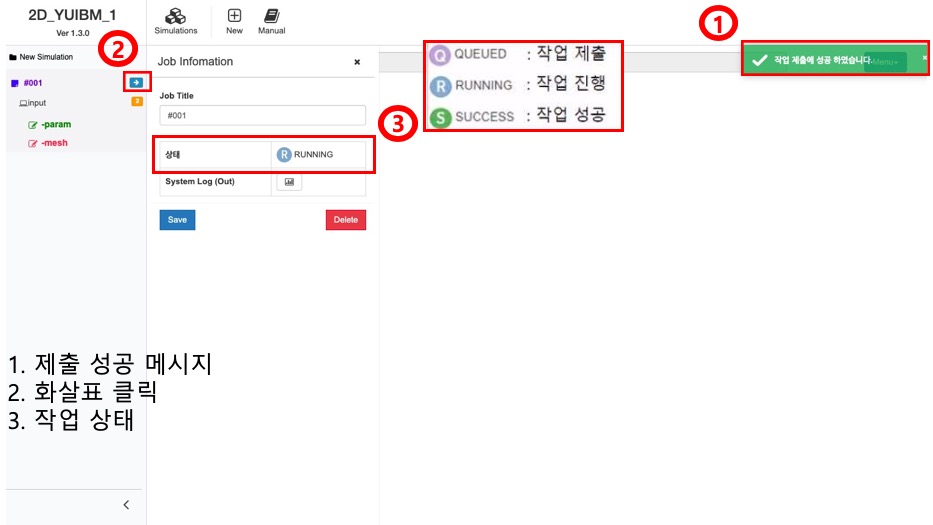 2D_YUIBM_1
Ver 1.3.0
Simulations
New
Manual
1
2
New Simulation
#001
input
3
-param
-mesh
Job Infomation
×
Job Title
#001
상태
R RUNNING
System Log (Out)
Save
Delete
3
Q QUEUED : 작업 제출
R RUNNING : 작업 진행
S SUCCESS : 작업 성공
작업 제출에 성공 하였습니다.
Menu
×
1. 제출 성공 메시지
2. 화살표 클릭
3. 작업 상태